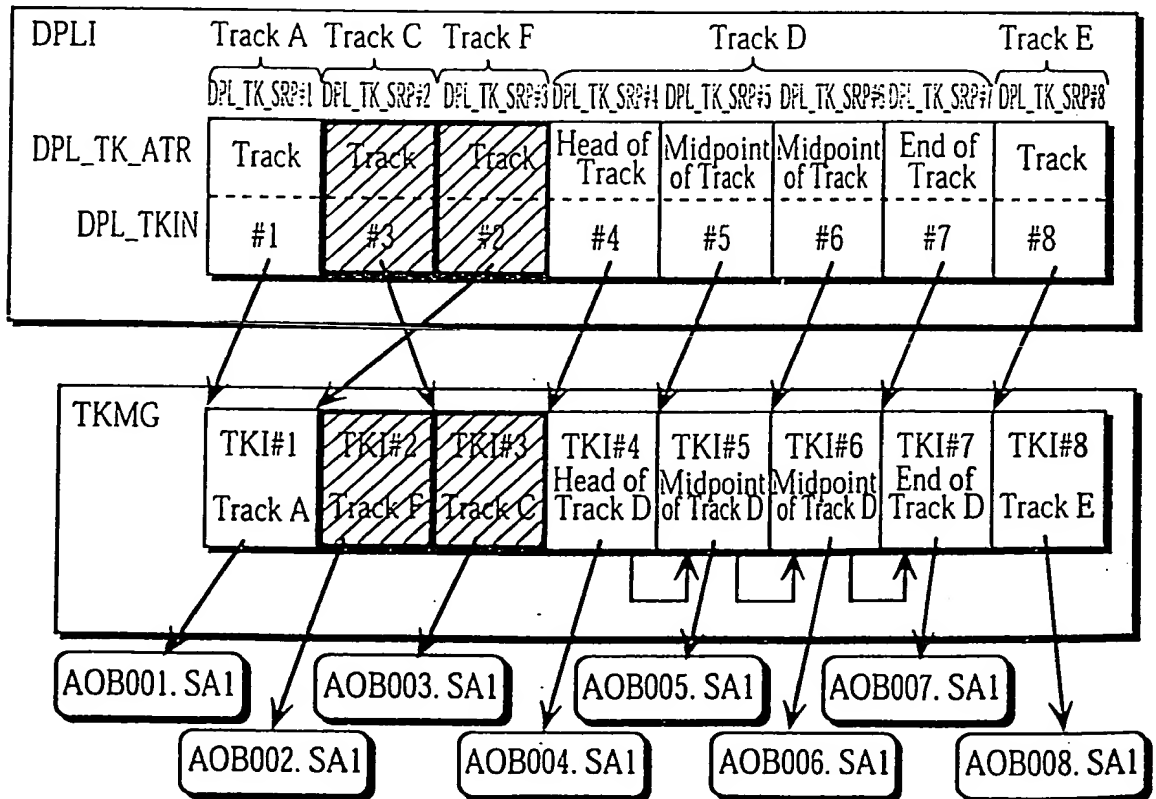 DPLI Track A Track C Track F Track D Track E
DPL_TK_SRP#1 DPL_TK_SRP#2 DPL_TK_SRP#3 DPL_TK_SRP#4 DPL_TK_SRP#5 DPL_TK_SRP#6 DPL_TK_SRP#7 DPL_TK_SRP#8
DPL_TK_ATR Track Track Track Head of Track Midpoint of Track Midpoint of Track End of Track Track
DPL_TKIN #1 #3 #2 #4 #5 #6 #7 #8
TKMG
TKI#1 TKI#2 TKI#3 TKI#4 TKI#5 TKI#6 TKI#7 TKI#8
Track A Track F Track C Head of Track D Midpoint of Track D Midpoint of Track D End of Track D Track E
AOB001. SA1 AOB003. SA1 AOB005. SA1 AOB007. SA1
AOB002. SA1 AOB004. SA1 AOB006. SA1 AOB008. SA1